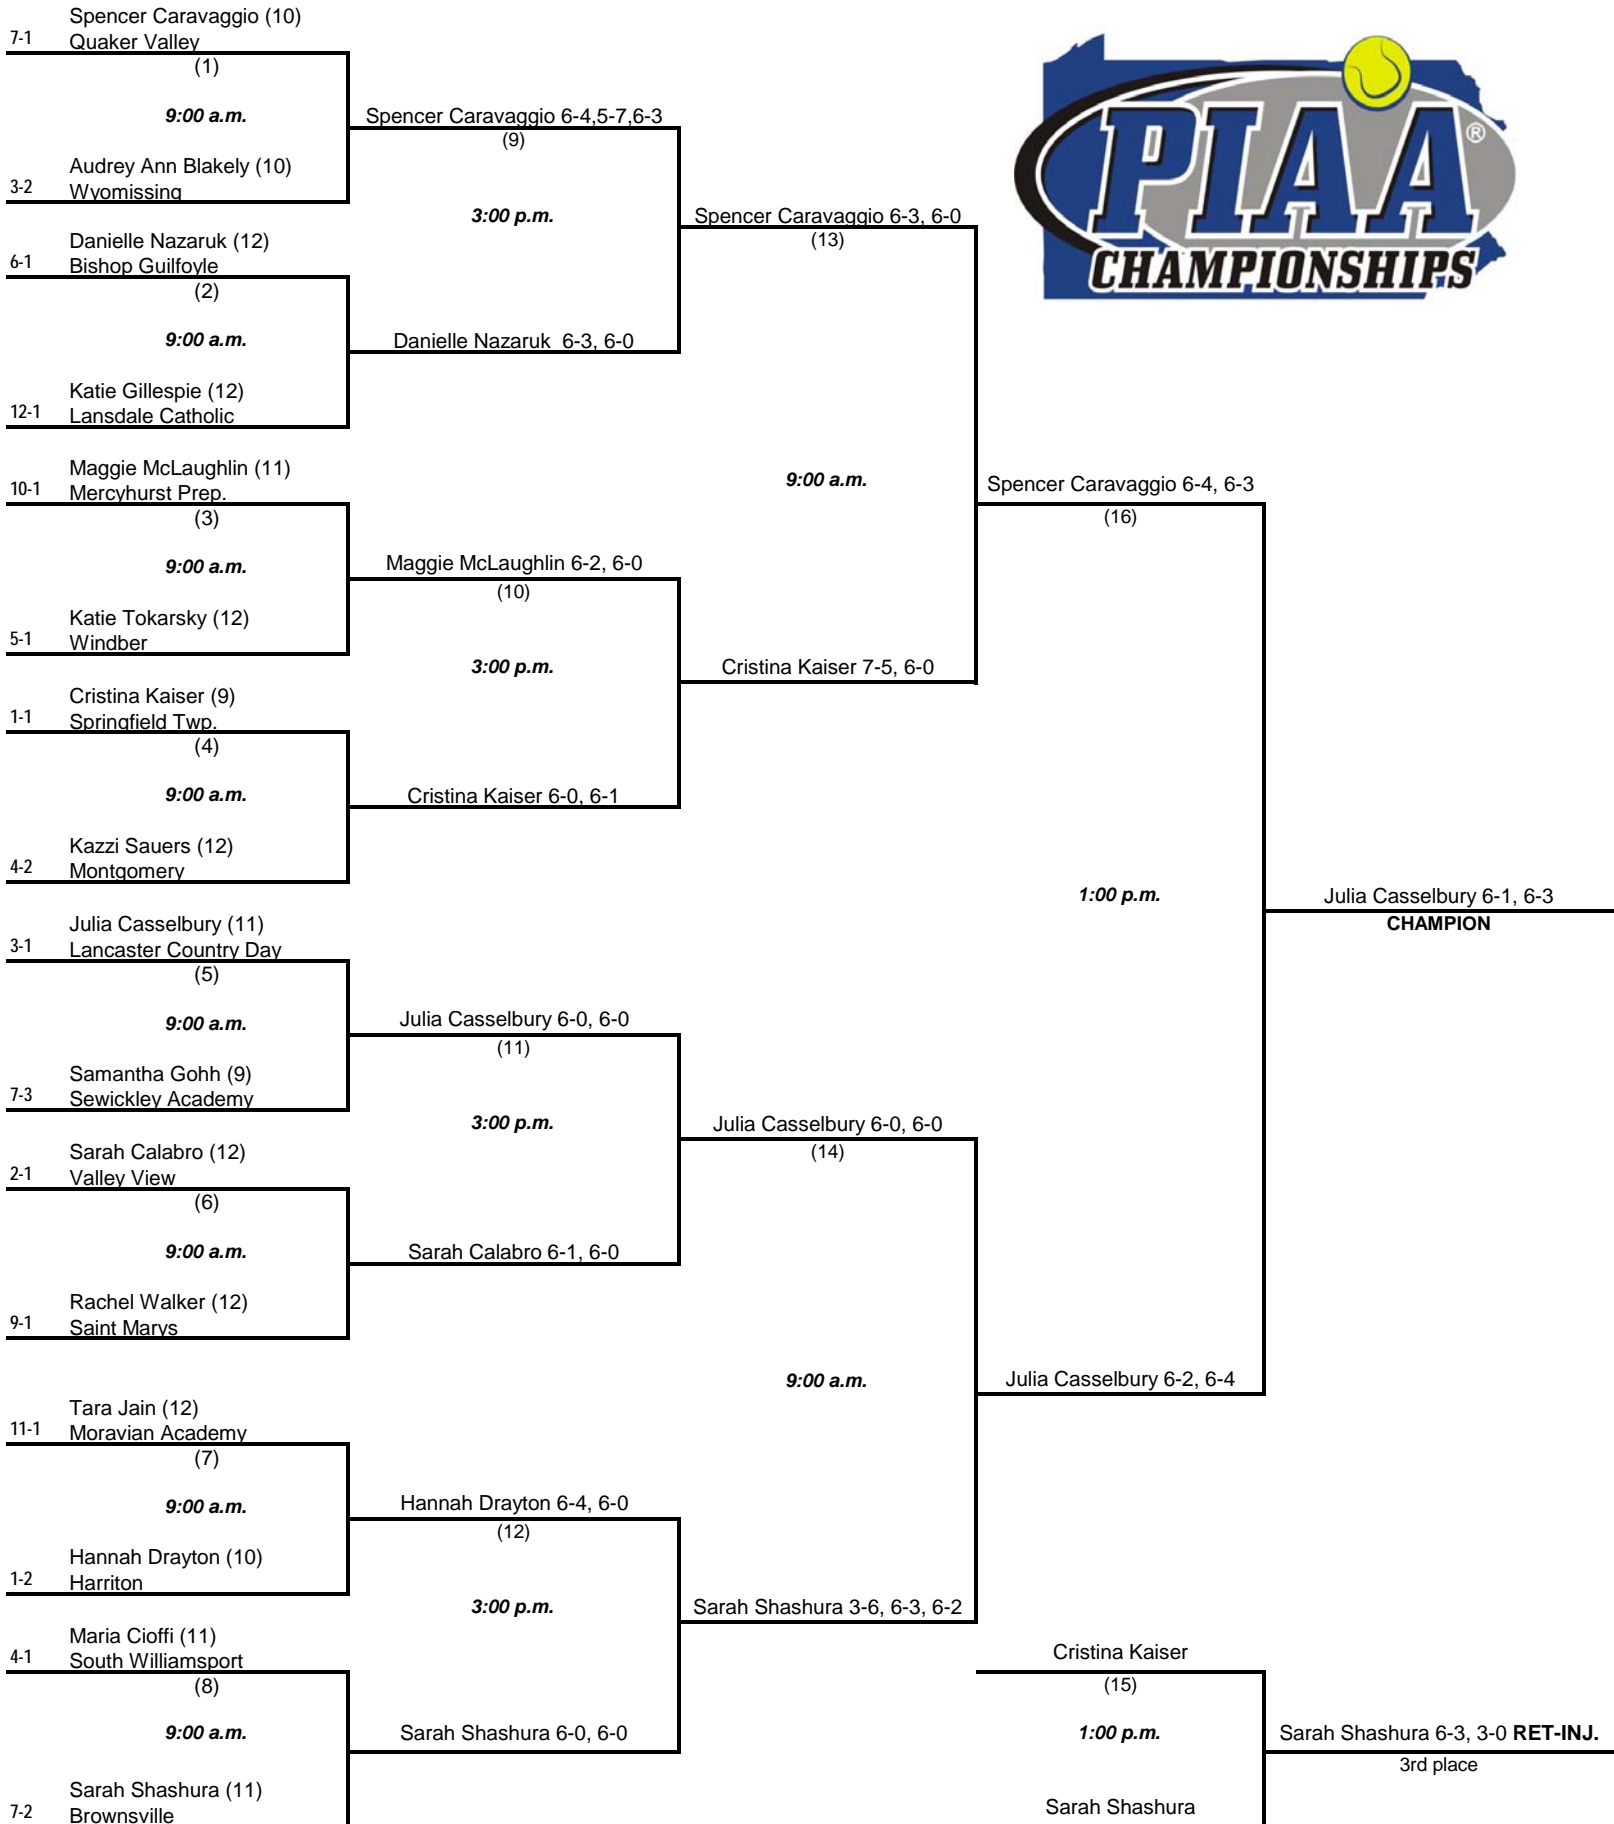 Spencer Caravaggio (10)
7-1 Quaker Valley
(1)
9:00 a.m.
Spencer Caravaggio 6-4,5-7,6-3
(9)
Audrey Ann Blakely (10)
3-2 Wyomissing
3:00 p.m.
Spencer Caravaggio 6-3, 6-0
(13)
Danielle Nazaruk (12)
6-1 Bishop Guilfoyle
(2)
9:00 a.m.
Danielle Nazaruk 6-3, 6-0
Katie Gillespie (12)
12-1 Lansdale Catholic
PIAA®
CHAMPIONSHIPS
Maggie McLaughlin (11)
10-1 Mercyhurst Prep.
(3)
9:00 a.m.
Spencer Caravaggio 6-4, 6-3
(16)
9:00 a.m.
Maggie McLaughlin 6-2, 6-0
(10)
Katie Tokarsky (12)
5-1 Windber
3:00 p.m.
Cristina Kaiser 7-5, 6-0
Cristina Kaiser (9)
1-1 Springfield Twp.
(4)
9:00 a.m.
Cristina Kaiser 6-0, 6-1
Kazzi Sauers (12)
4-2 Montgomery
1:00 p.m.
Julia Casselbury 6-1, 6-3
CHAMPION
Julia Casselbury (11)
3-1 Lancaster Country Day
(5)
9:00 a.m.
Julia Casselbury 6-0, 6-0
(11)
Samantha Gohh (9)
7-3 Sewickley Academy
3:00 p.m.
Julia Casselbury 6-0, 6-0
(14)
Sarah Calabro (12)
2-1 Valley View
(6)
9:00 a.m.
Sarah Calabro 6-1, 6-0
Rachel Walker (12)
9-1 Saint Marys
9:00 a.m.
Julia Casselbury 6-2, 6-4
Tara Jain (12)
11-1 Moravian Academy
(7)
9:00 a.m.
Hannah Drayton 6-4, 6-0
(12)
Hannah Drayton (10)
1-2 Harriton
3:00 p.m.
Sarah Shashura 3-6, 6-3, 6-2
Maria Cioffi (11)
4-1 South Williamsport
(8)
Cristina Kaiser
(15)
9:00 a.m.
Sarah Shashura 6-0, 6-0
1:00 p.m.
Sarah Shashura 6-3, 3-0 RET-INJ.
3rd place
Sarah Shashura (11)
7-2 Brownsville
Sarah Shashura